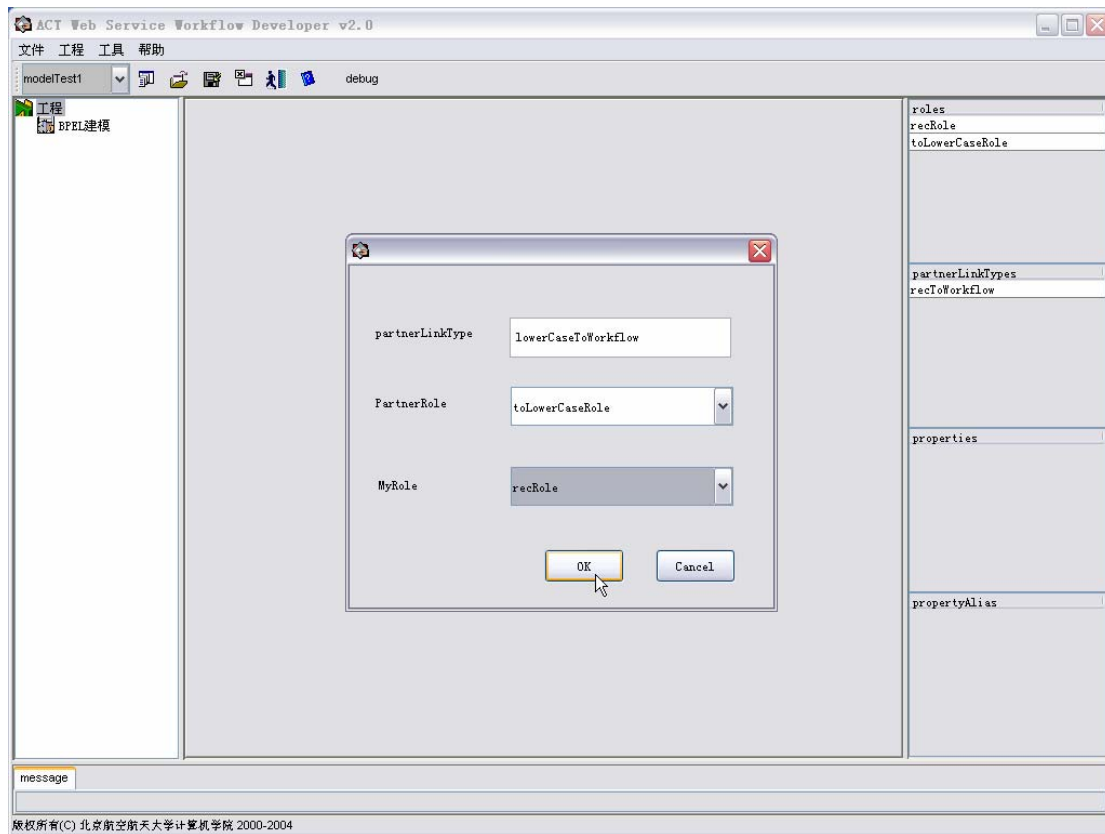 ACT Web Service Workflow Developer v2.0
文件 工程 工具 帮助
modelTest1 debug
工程
BPEL建模
partnerLinkType lowerCaseToWorkflow
PartnerRole toLowerCaseRole
MyRole recRole
OK Cancel
roles
recRole
toLowerCaseRole
partnerLinkTypes
recToWorkflow
properties
propertyAlias
message
版权所有(C) 北京航空航天大学计算机学院 2000-2004